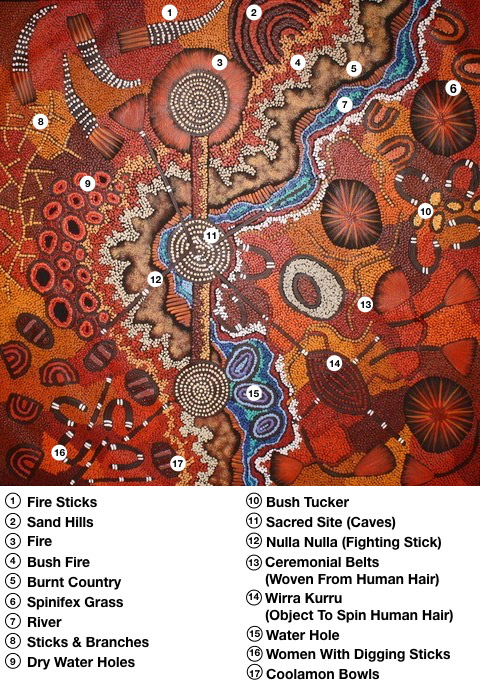 1
2
3
4
5
6
7
8
9
10
11
12
13
14
15
16
17
1 Fire Sticks
2 Sand Hills
3 Fire
4 Bush Fire
5 Burnt Country
6 Spinifex Grass
7 River
8 Sticks & Branches
9 Dry Water Holes
10 Bush Tucker
11 Sacred Site (Caves)
12 Nulla Nulla (Fighting Stick)
13 Ceremonial Belts
(Woven From Human Hair)
14 Wirra Kurru
(Object To Spin Human Hair)
15 Water Hole
16 Women With Digging Sticks
17 Coolamon Bowls